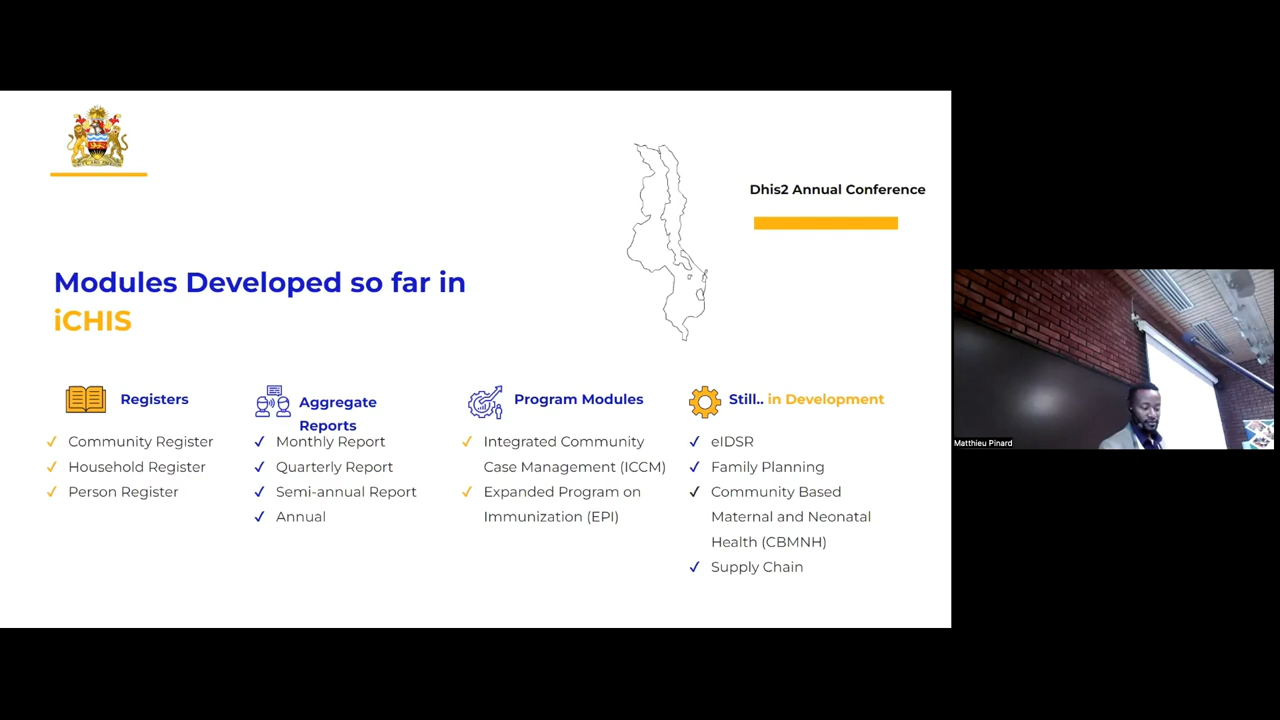 Dhis2 Annual Conference
Modules Developed so far in
iCHIS
Registers
Community Register
Household Register
Person Register
Aggregate
Reports
Monthly Report
Quarterly Report
Semi-annual Report
Annual
Program Modules
Integrated Community
Case Management (ICCM)
Expanded Program on
Immunization (EPI)
Still.. in Development
eIDSR
Family Planning
Community Based
Maternal and Neonatal
Health (CBMNH)
Supply Chain
Matthieu Pinard